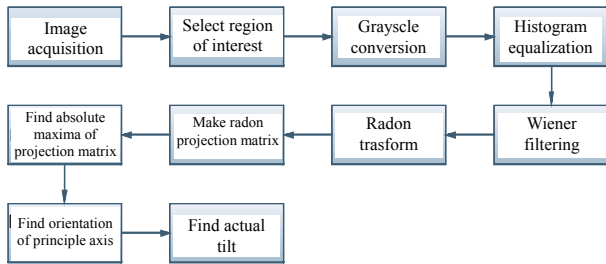 Image
acquisition
Select region
of interest
Grayscle
conversion
Histogram
equalization
Wiener
filtering
Radon
trasform
Make radon
projection matrix
Find absolute
maxima of
projection matrix
Find orientation
of principle axis
Find actual
tilt